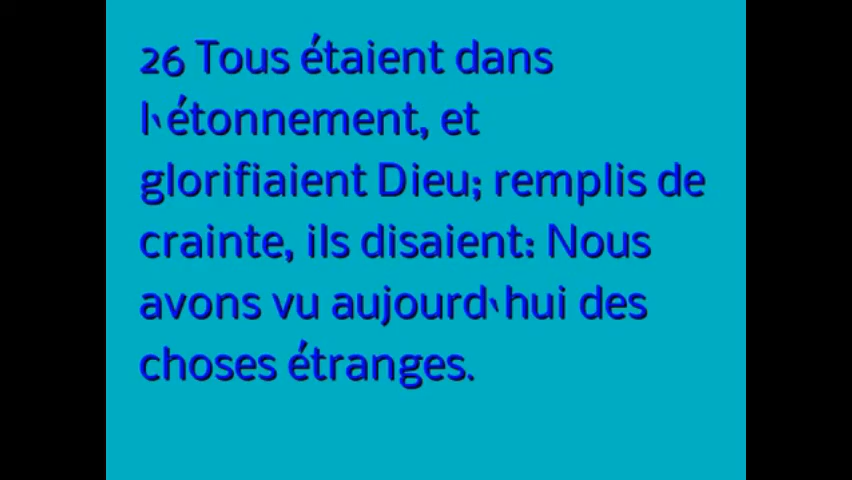 26 Tous étaient dans
l`étonnement, et
glorifiaient Dieu; remplis de
crainte, ils disaient: Nous
avons vu aujourd`hui des
choses étranges.